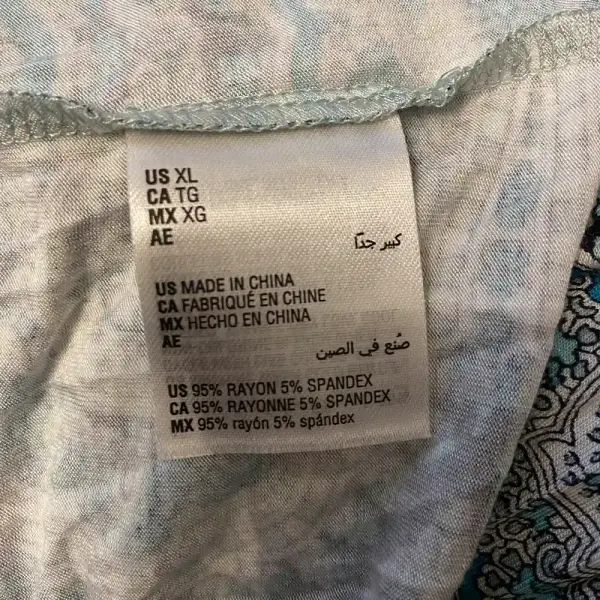 US XL
CA TG
MX XG
AE كبير جدًا
US MADE IN CHINA
CA FABRIQUÉ EN CHINE
MX HECHO EN CHINA
AE صُنع في الصين
US 95% RAYON 5% SPANDEX
CA 95% RAYONNE 5% SPANDEX
MX 95% rayón 5% spándex